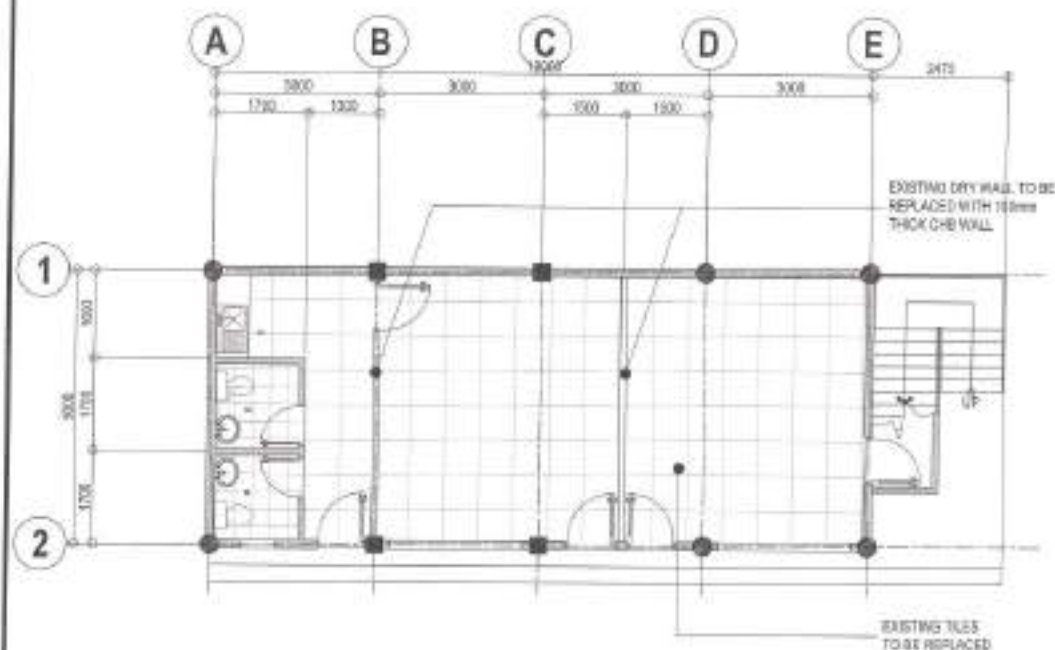 A B C D E
12000
2475
3000 3000 3000 3000
1700 1300 1500 1500
EXISTING DRY WALL TO BE
REPLACED WITH 100mm
THICK CHB WALL
1
1600
5000
1700
UP
1700
2
EXISTING TILES
TO BE REPLACED